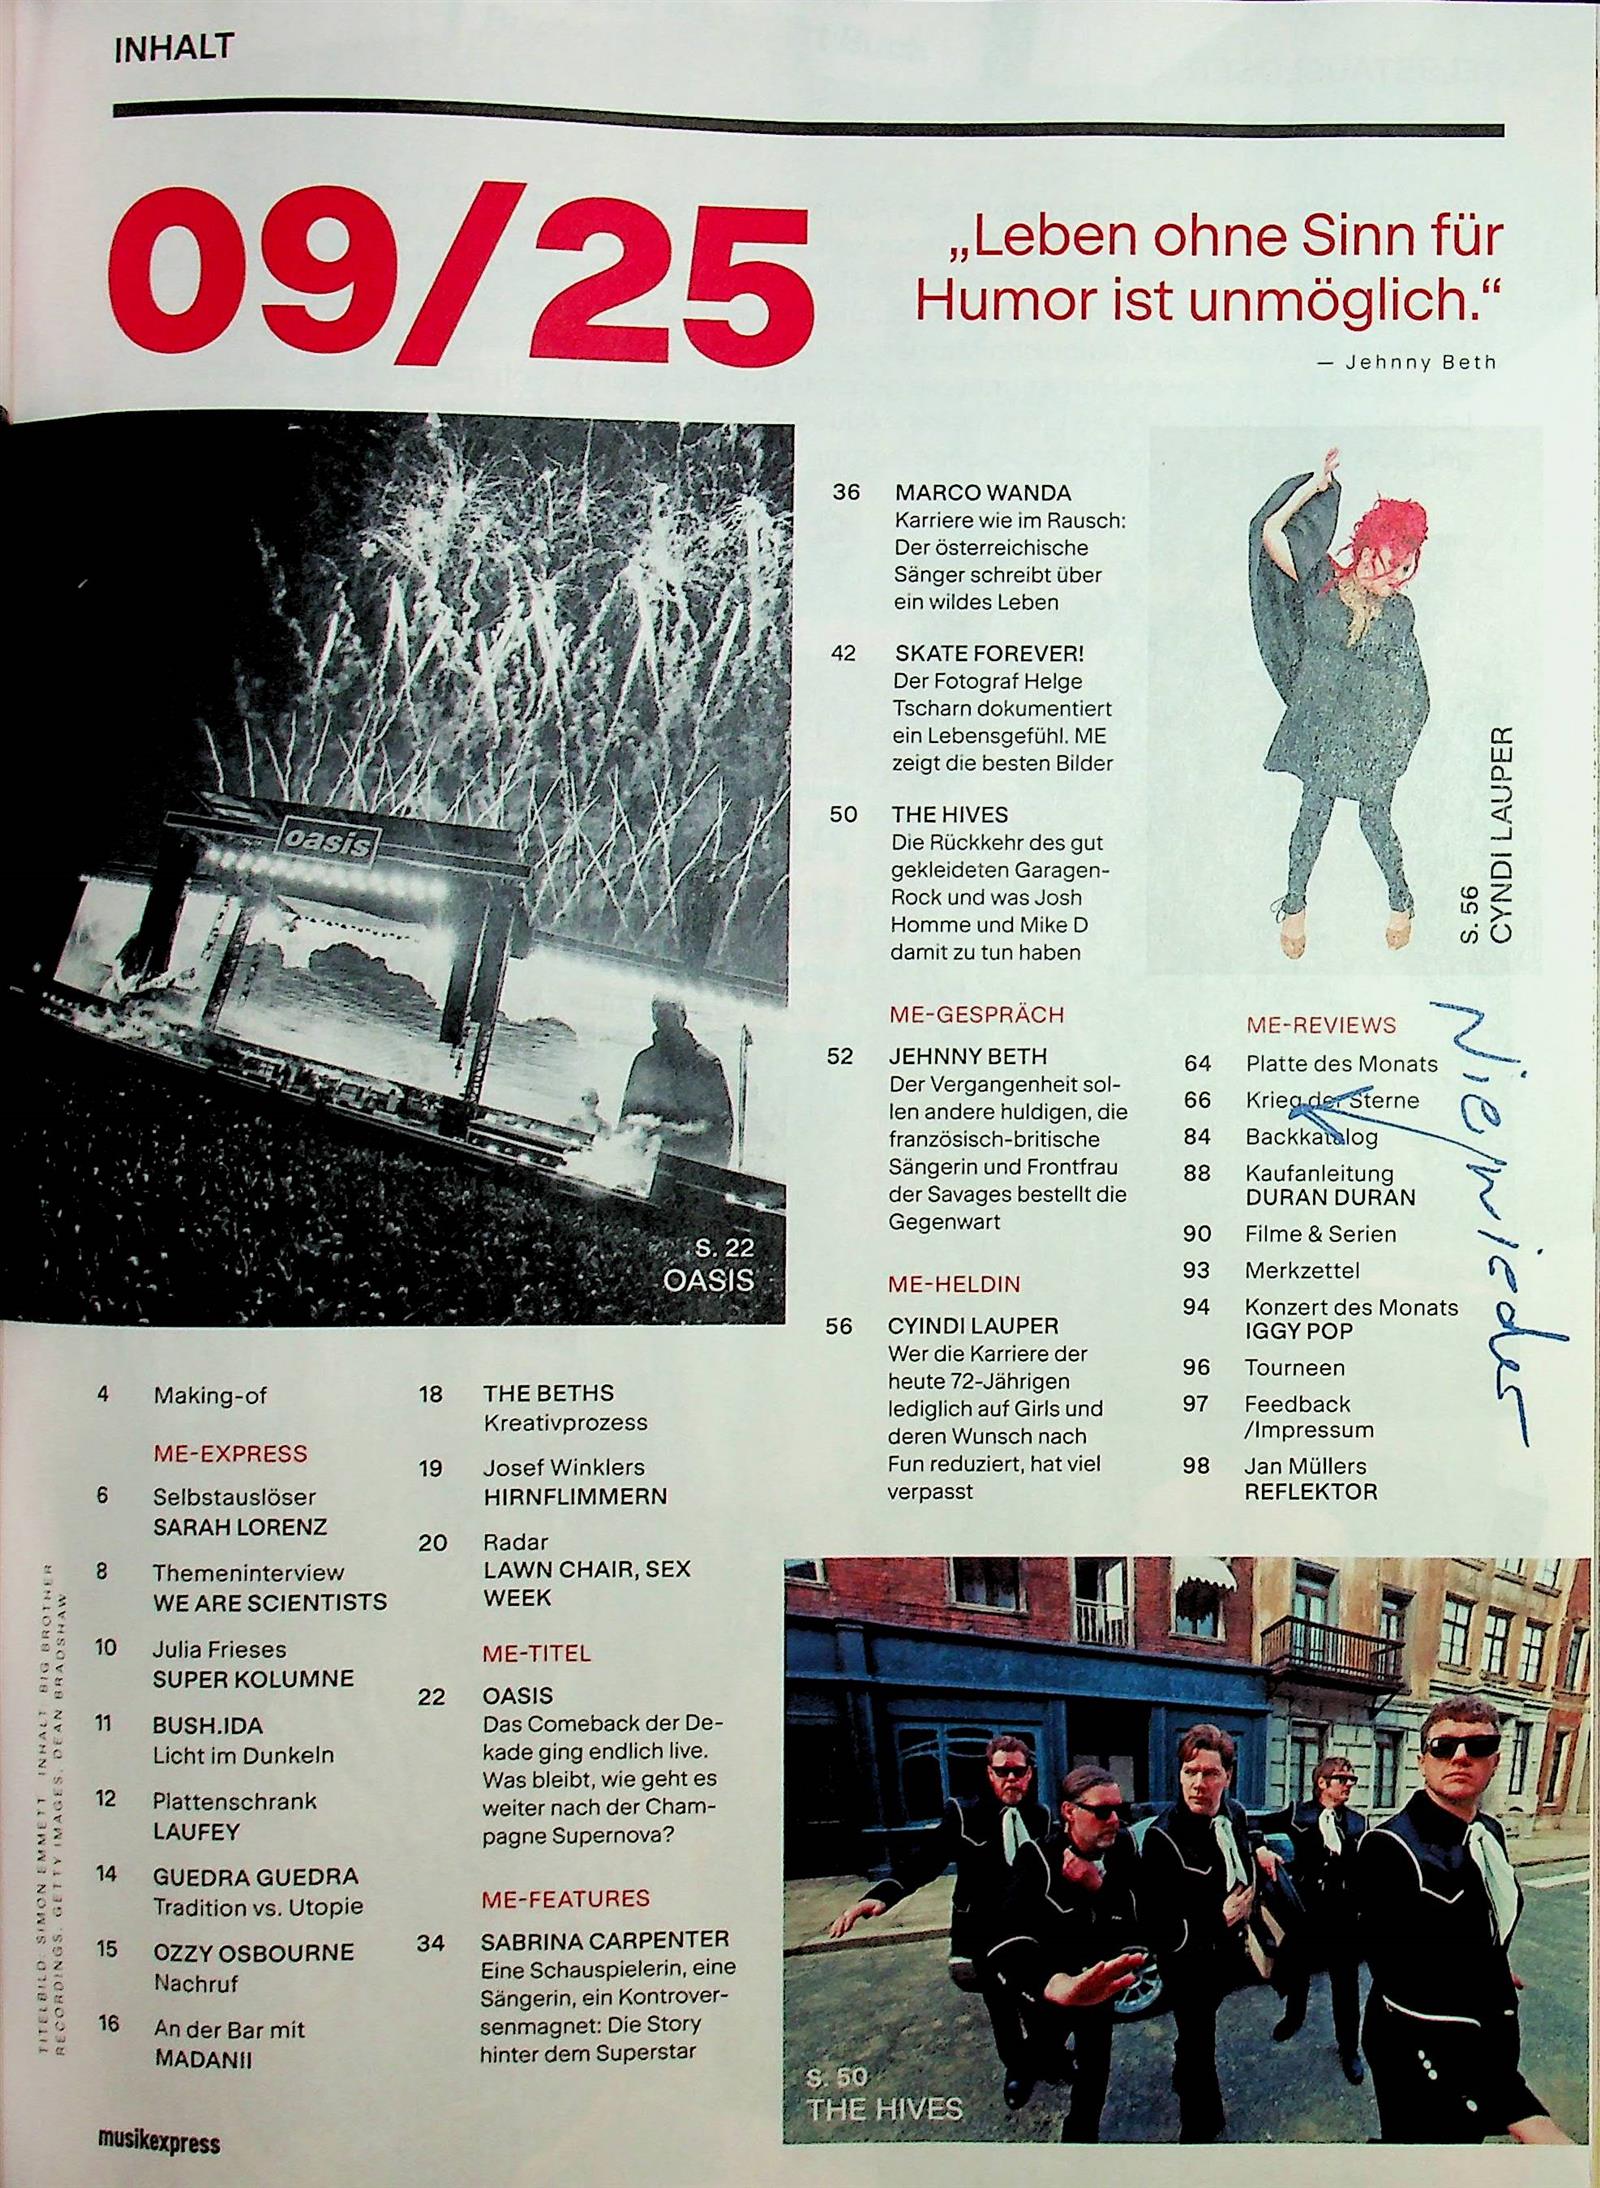 INHALT
09/25
„Leben ohne Sinn für
Humor ist unmöglich.“
— Jehnny Beth
oasis
S. 22
OASIS
36 MARCO WANDA
Karriere wie im Rausch:
Der österreichische
Sänger schreibt über
ein wildes Leben
42 SKATE FOREVER!
Der Fotograf Helge
Tscharn dokumentiert
ein Lebensgefühl. ME
zeigt die besten Bilder
50 THE HIVES
Die Rückkehr des gut
gekleideten Garagen-
Rock und was Josh
Homme und Mike D
damit zu tun haben
ME-GESPRÄCH
52 JEHNNY BETH
Der Vergangenheit sol-
len andere huldigen, die
französisch-britische
Sängerin und Frontfrau
der Savages bestellt die
Gegenwart
ME-HELDIN
56 CYINDI LAUPER
Wer die Karriere der
heute 72-Jährigen
lediglich auf Girls und
deren Wunsch nach
Fun reduziert, hat viel
verpasst
S. 56
CYNDI LAUPER
ME-REVIEWS
64 Platte des Monats
66 Krieg der Sterne
84 Backkatalog
88 Kaufanleitung
DURAN DURAN
90 Filme & Serien
93 Merkzettel
94 Konzert des Monats
IGGY POP
96 Tourneen
97 Feedback
/Impressum
98 Jan Müllers
REFLEKTOR
Nie wieder
4 Making-of
ME-EXPRESS
6 Selbstauslöser
SARAH LORENZ
8 Themeninterview
WE ARE SCIENTISTS
10 Julia Frieses
SUPER KOLUMNE
11 BUSH.IDA
Licht im Dunkeln
12 Plattenschrank
LAUFEY
14 GUEDRA GUEDRA
Tradition vs. Utopie
15 OZZY OSBOURNE
Nachruf
16 An der Bar mit
MADANII
18 THE BETHS
Kreativprozess
19 Josef Winklers
HIRNFLIMMERN
20 Radar
LAWN CHAIR, SEX
WEEK
ME-TITEL
22 OASIS
Das Comeback der De-
kade ging endlich live.
Was bleibt, wie geht es
weiter nach der Cham-
pagne Supernova?
ME-FEATURES
34 SABRINA CARPENTER
Eine Schauspielerin, eine
Sängerin, ein Kontrover-
senmagnet: Die Story
hinter dem Superstar
S. 50
THE HIVES
TITELBILD: SIMON EMMETT INHALT: BIG BROTHER
RECORDINGS, GETTY IMAGES, DEAN BRADSHAW
musikexpress